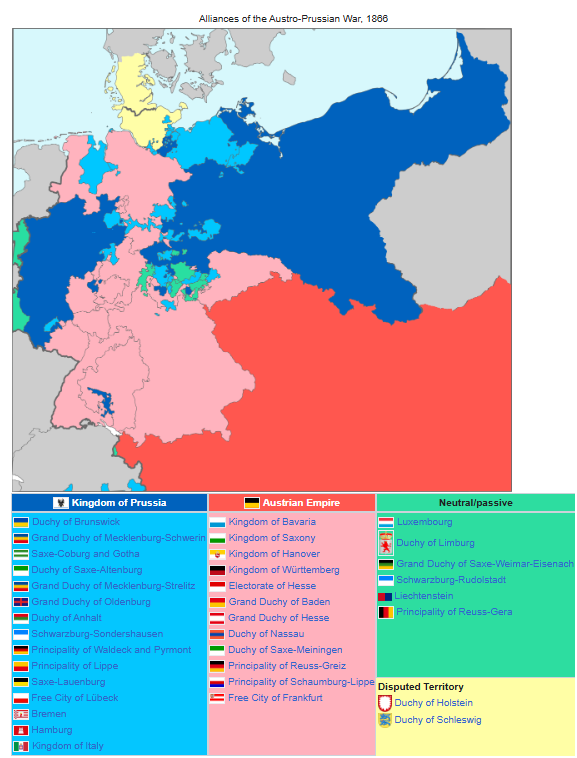 Alliances of the Austro-Prussian War, 1866
Kingdom of Prussia
Duchy of Brunswick
Grand Duchy of Mecklenburg-Schwerin
Saxe-Coburg and Gotha
Duchy of Saxe-Altenburg
Grand Duchy of Mecklenburg-Strelitz
Grand Duchy of Oldenburg
Duchy of Anhalt
Schwarzburg-Sondershausen
Principality of Waldeck and Pyrmont
Principality of Lippe
Saxe-Lauenburg
Free City of Lübeck
Bremen
Hamburg
Kingdom of Italy
Austrian Empire
Kingdom of Bavaria
Kingdom of Saxony
Kingdom of Hanover
Kingdom of Württemberg
Electorate of Hesse
Grand Duchy of Baden
Grand Duchy of Hesse
Duchy of Nassau
Duchy of Saxe-Meiningen
Principality of Reuss-Greiz
Principality of Schaumburg-Lippe
Free City of Frankfurt
Neutral/passive
Luxembourg
Duchy of Limburg
Grand Duchy of Saxe-Weimar-Eisenach
Schwarzburg-Rudolstadt
Liechtenstein
Principality of Reuss-Gera
Disputed Territory
Duchy of Holstein
Duchy of Schleswig